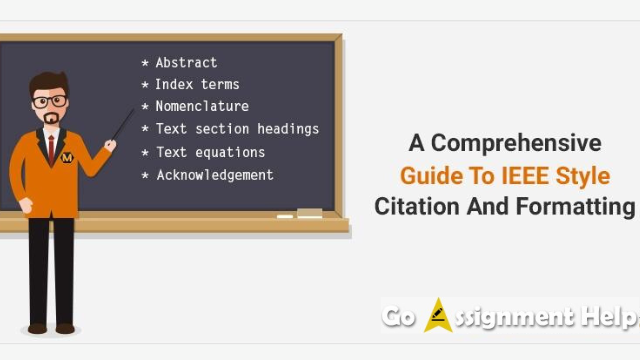 * Abstract
* Index terms
* Nomenclature
* Text section headings
* Text equations
* Acknowledgement
M
A Comprehensive
Guide To IEEE Style
Citation And Formatting
Go Assignment Help